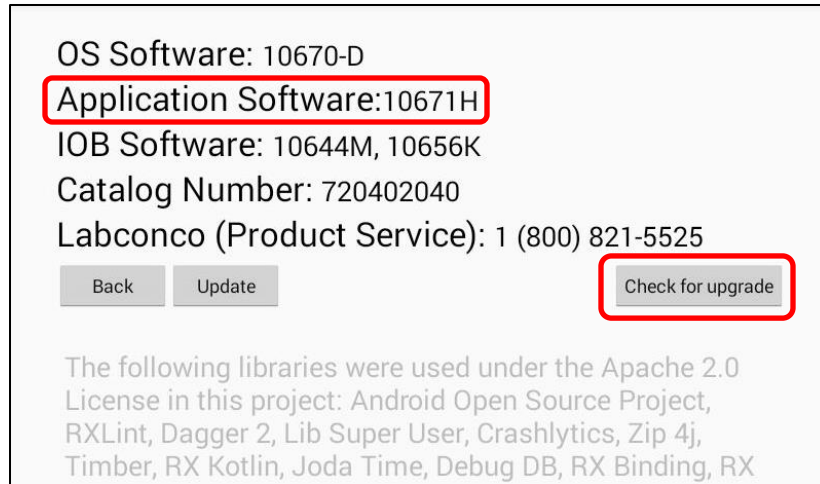 OS Software: 10670-D
Application Software:10671H
IOB Software: 10644M, 10656K
Catalog Number: 720402040
Labconco (Product Service): 1 (800) 821-5525
Back Update Check for upgrade
The following libraries were used under the Apache 2.0
License in this project: Android Open Source Project,
RXLint, Dagger 2, Lib Super User, Crashlytics, Zip 4j,
Timber, RX Kotlin, Joda Time, Debug DB, RX Binding, RX